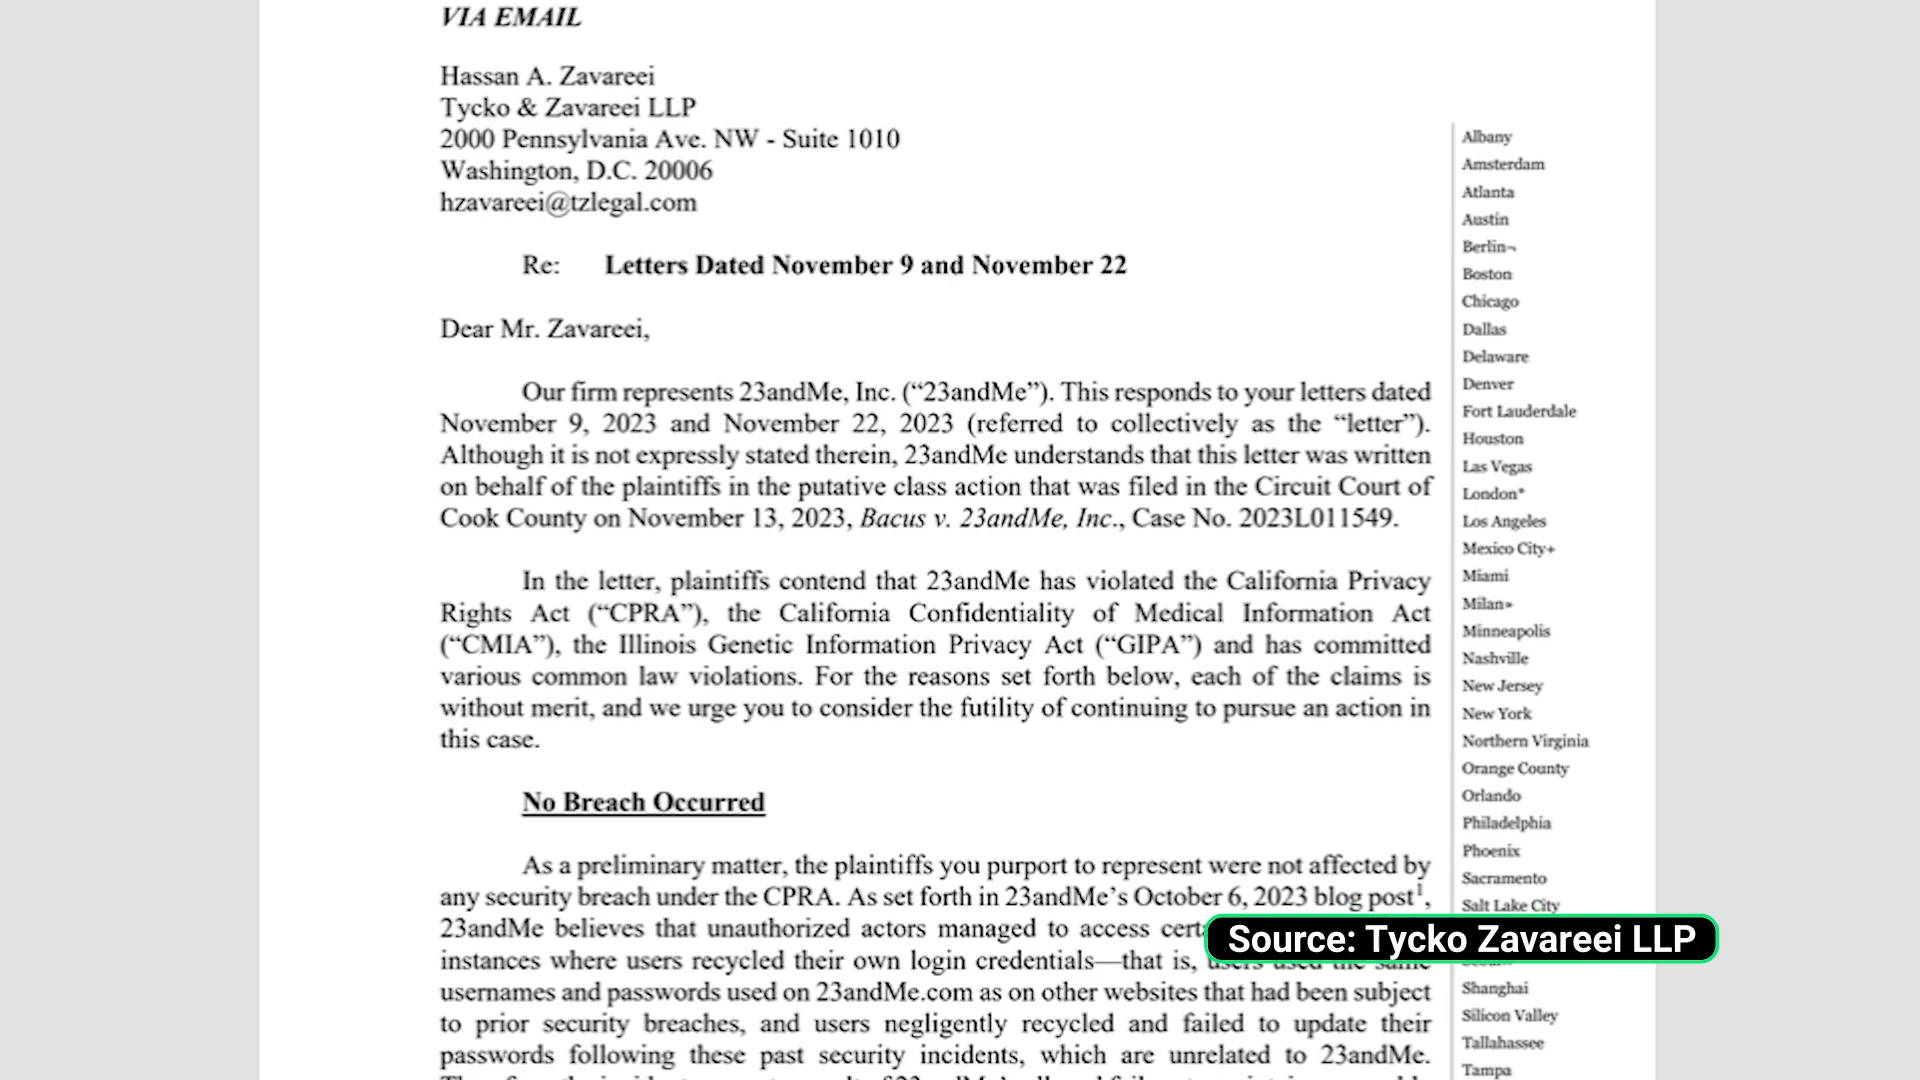 VIA EMAIL
Hassan A. Zavareei
Tycko & Zavareei LLP
2000 Pennsylvania Ave. NW - Suite 1010
Washington, D.C. 20006
hzavareei@tzlegal.com
Re: Letters Dated November 9 and November 22
Dear Mr. Zavareei,
Our firm represents 23andMe, Inc. (“23andMe”). This responds to your letters dated
November 9, 2023 and November 22, 2023 (referred to collectively as the “letter”).
Although it is not expressly stated therein, 23andMe understands that this letter was written
on behalf of the plaintiffs in the putative class action that was filed in the Circuit Court of
Cook County on November 13, 2023, Bacus v. 23andMe, Inc., Case No. 2023L011549.
In the letter, plaintiffs contend that 23andMe has violated the California Privacy
Rights Act (“CPRA”), the California Confidentiality of Medical Information Act
(“CMIA”), the Illinois Genetic Information Privacy Act (“GIPA”) and has committed
various common law violations. For the reasons set forth below, each of the claims is
without merit, and we urge you to consider the futility of continuing to pursue an action in
this case.
No Breach Occurred
As a preliminary matter, the plaintiffs you purport to represent were not affected by
any security breach under the CPRA. As set forth in 23andMe’s October 6, 2023 blog post¹,
23andMe believes that unauthorized actors managed to access
instances where users recycled their own login credentials—that is, users used the same
usernames and passwords used on 23andMe.com as on other websites that had been subject
to prior security breaches, and users negligently recycled and failed to update their
passwords following these past security incidents, which are unrelated to 23andMe.
Albany
Amsterdam
Atlanta
Austin
Berlin¬
Boston
Chicago
Dallas
Delaware
Denver
Fort Lauderdale
Houston
Las Vegas
London*
Los Angeles
Mexico City+
Miami
Milan»
Minneapolis
Nashville
New Jersey
New York
Northern Virginia
Orange County
Orlando
Philadelphia
Phoenix
Sacramento
Salt Lake City
Shanghai
Silicon Valley
Tallahassee
Tampa
Source: Tycko Zavareei LLP